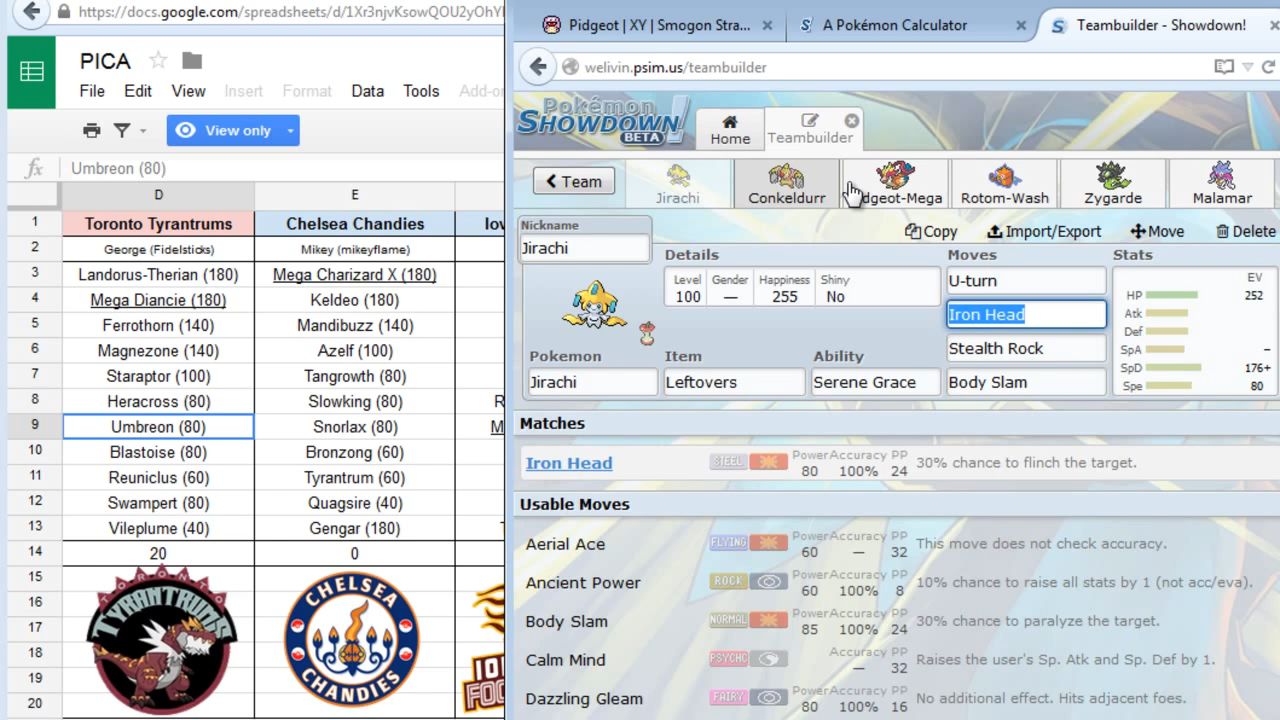 https://docs.google.com/spreadsheets/d/1Xr3njvKsowQOU2yOhY
PICA
File Edit View Insert Format Data Tools Add-o
View only
fx Umbreon (80)
D E
1 Toronto Tyrantrums Chelsea Chandies Iov
2 George (Fidelsticks) Mikey (mikeyflame)
3 Landorus-Therian (180) Mega Charizard X (180)
4 Mega Diancie (180) Keldeo (180)
5 Ferrothorn (140) Mandibuzz (140)
6 Magnezone (140) Azelf (100)
7 Staraptor (100) Tangrowth (80)
8 Heracross (80) Slowking (80) R
9 Umbreon (80) Snorlax (80) M
10 Blastoise (80) Bronzong (60)
11 Reuniclus (60) Tyrantrum (60)
12 Swampert (80) Quagsire (40)
13 Vileplume (40) Gengar (180)
14 20 0
15
16
17
18
19
20
TORONTO
TYRANTRUMS
CHELSEA
CHANDIES
Pidgeot | XY | Smogon Stra...
A Pokémon Calculator
Teambuilder - Showdown!
welivin.psim.us/teambuilder
Pokémon
SHOWDOWN!
BETA
Home
Teambuilder
Team
Jirachi Conkeldurr dgeot-Mega Rotom-Wash Zygarde Malamar
Copy Import/Export Move Delete
Nickname
Jirachi
Details
Level Gender Happiness Shiny
100 — 255 No
Pokemon Item Ability
Jirachi Leftovers Serene Grace
Moves
U-turn
Iron Head
Stealth Rock
Body Slam
Stats
EV
HP 252
Atk
Def
SpA –
SpD 176+
Spe 80
Matches
Iron Head STEEL Power 80 Accuracy 100% PP 24 30% chance to flinch the target.
Usable Moves
Aerial Ace FLYING Power 60 Accuracy — PP 32 This move does not check accuracy.
Ancient Power ROCK Power 60 Accuracy 100% PP 8 10% chance to raise all stats by 1 (not acc/eva).
Body Slam NORMAL Power 85 Accuracy 100% PP 24 30% chance to paralyze the target.
Calm Mind PSYCHC Accuracy — PP 32 Raises the user's Sp. Atk and Sp. Def by 1.
Dazzling Gleam FAIRY Power 80 Accuracy 100% PP 16 No additional effect. Hits adjacent foes.